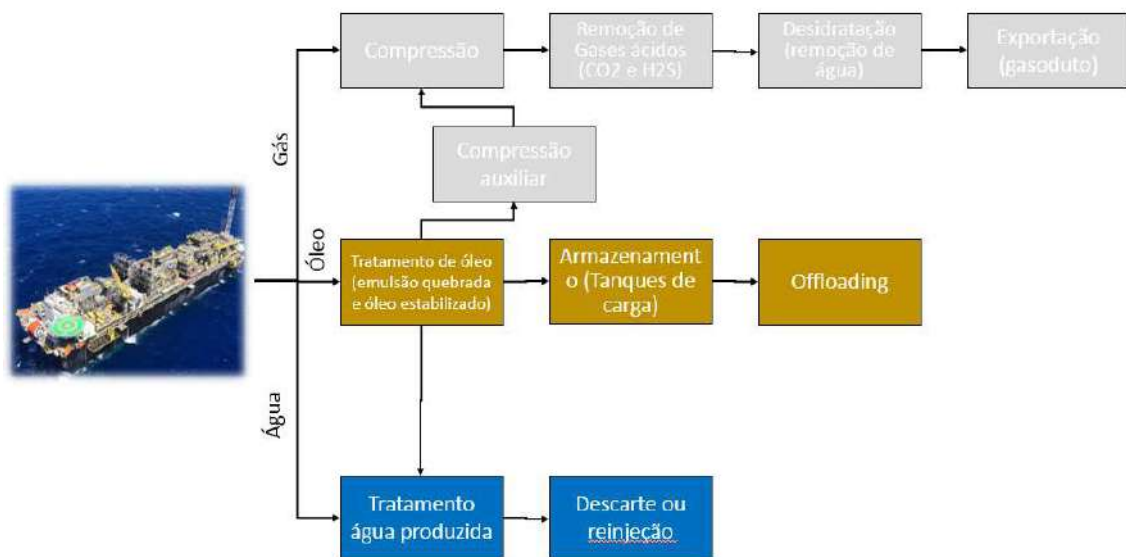 Compressão
Remoção de
Gases ácidos
(CO2 e H2S)
Desidratação
(remoção de
água)
Exportação
(gasoduto)
Gás
Compressão
auxiliar
Óleo
Tratamento de óleo
(emulsão quebrada
e óleo estabilizado)
Armazenament
o (Tanques de
carga)
Offloading
Água
Tratamento
água produzida
Descarte ou
reinjeção